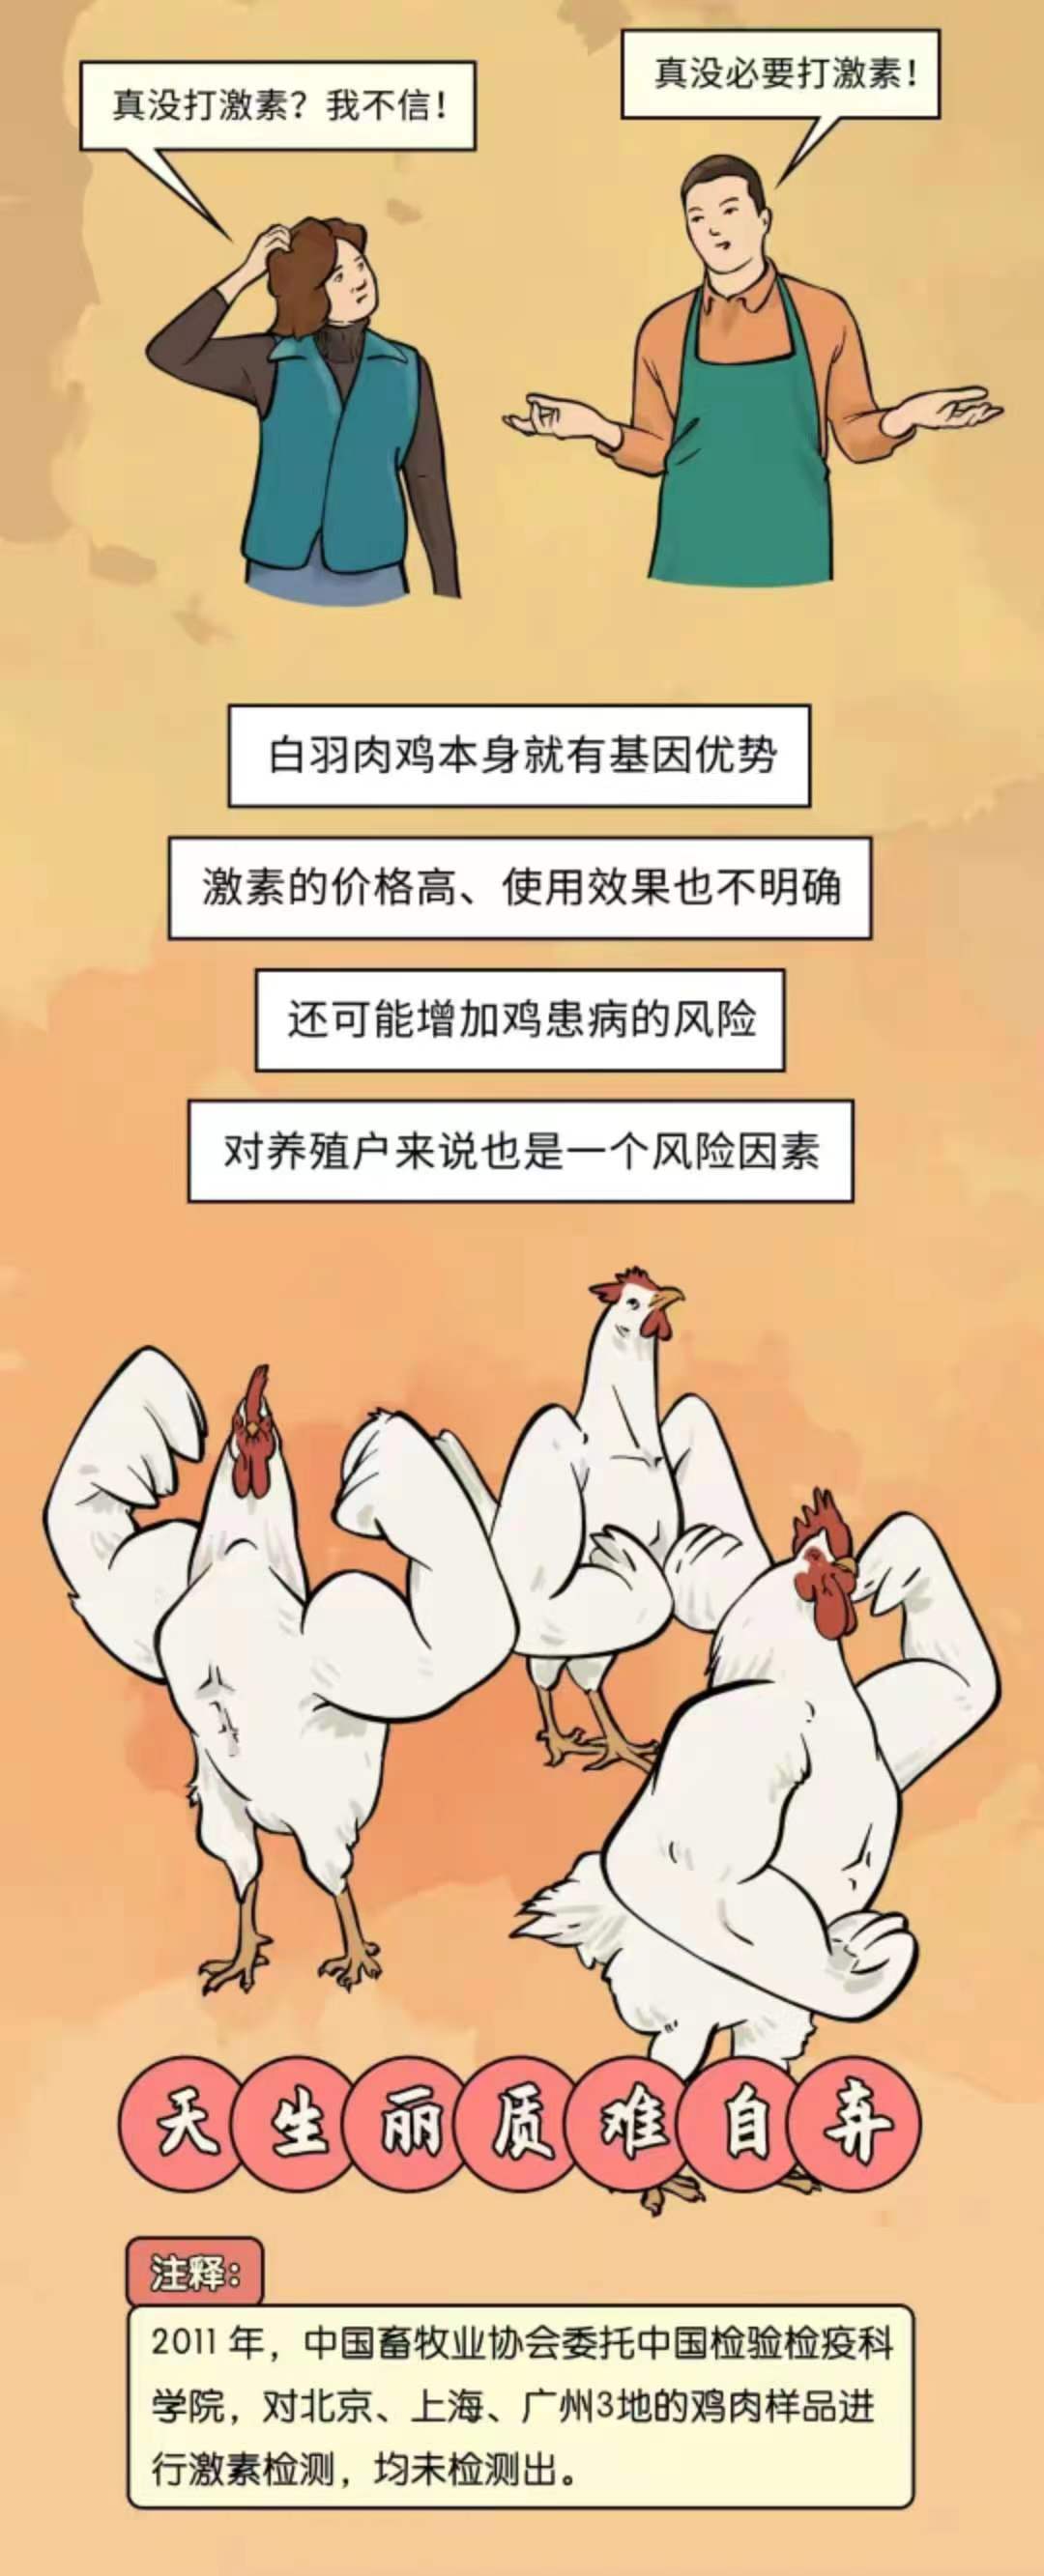 真没打激素？我不信！
真没必要打激素！
白羽肉鸡本身就有基因优势
激素的价格高、使用效果也不明确
还可能增加鸡患病的风险
对养殖户来说也是一个风险因素
天生丽质难自弃
注释：
2011年，中国畜牧业协会委托中国检验检疫科
学院，对北京、上海、广州3地的鸡肉样品进
行激素检测，均未检测出。